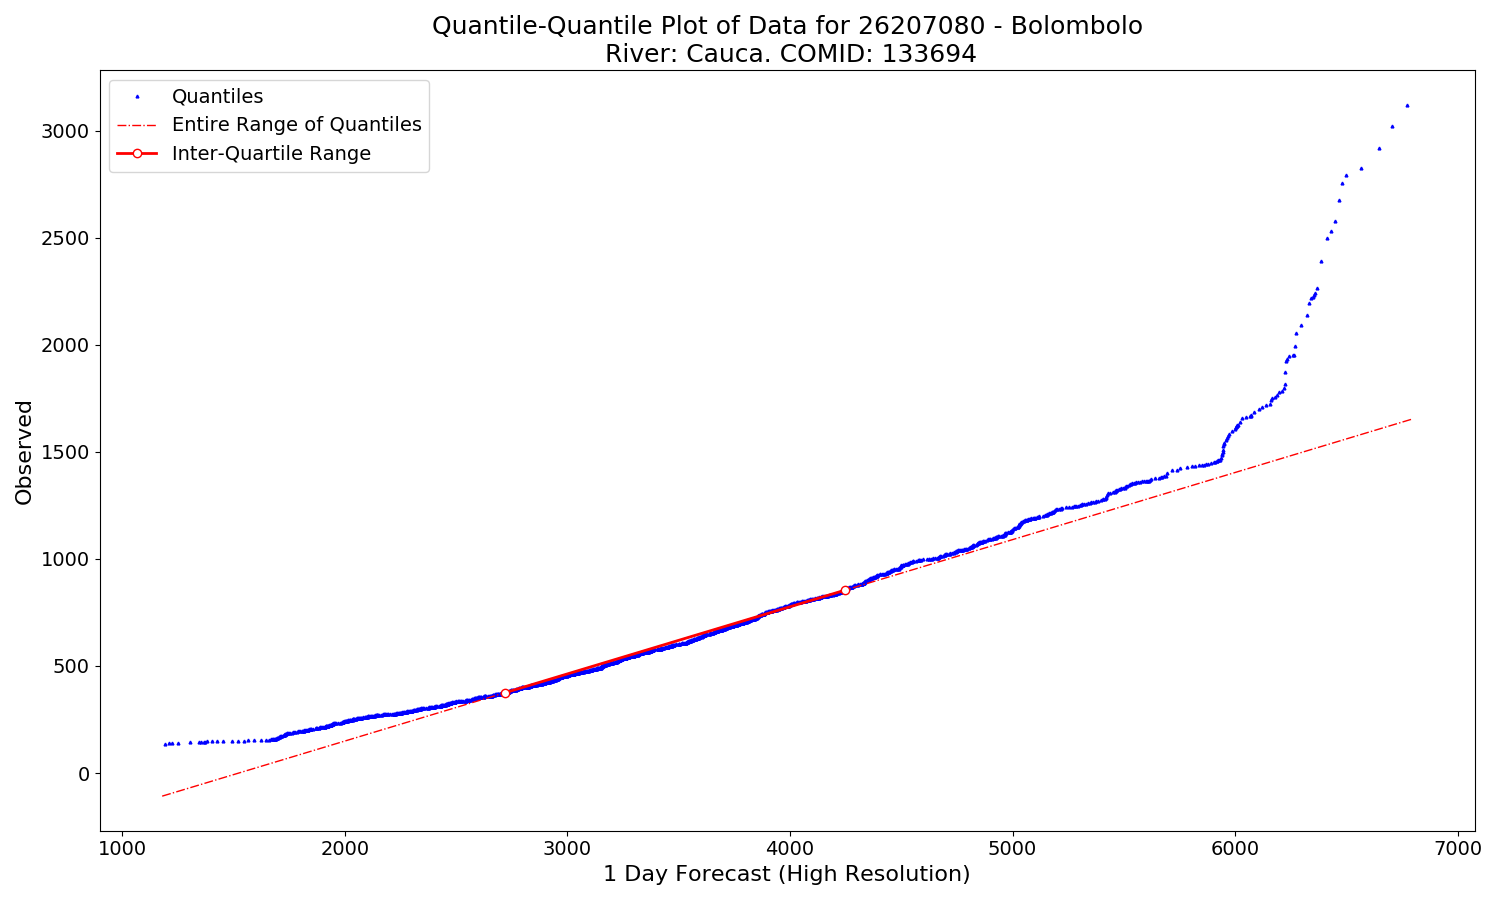 Quantile-Quantile Plot of Data for 26207080 - Bolombolo
River: Cauca. COMID: 133694
Quantiles
Entire Range of Quantiles
Inter-Quartile Range
3000
2500
2000
1500
1000
500
0
Observed
1000 2000 3000 4000 5000 6000 7000
1 Day Forecast (High Resolution)